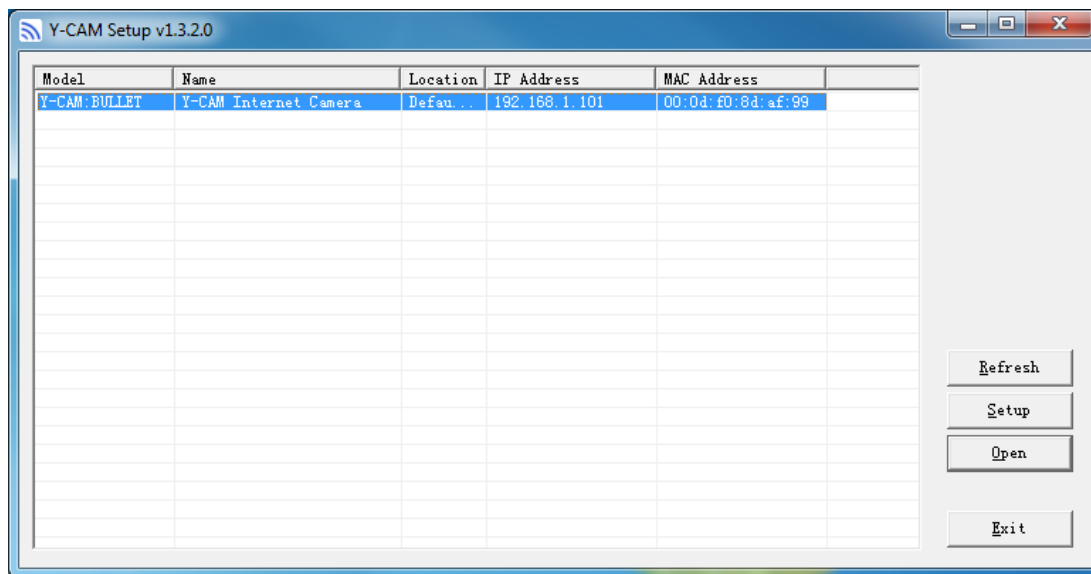 Y-CAM Setup v1.3.2.0
Model Name Location IP Address MAC Address
Y-CAM:BULLET Y-CAM Internet Camera Defau... 192.168.1.101 00:0d:f0:8d:af:99
Refresh
Setup
Open
Exit